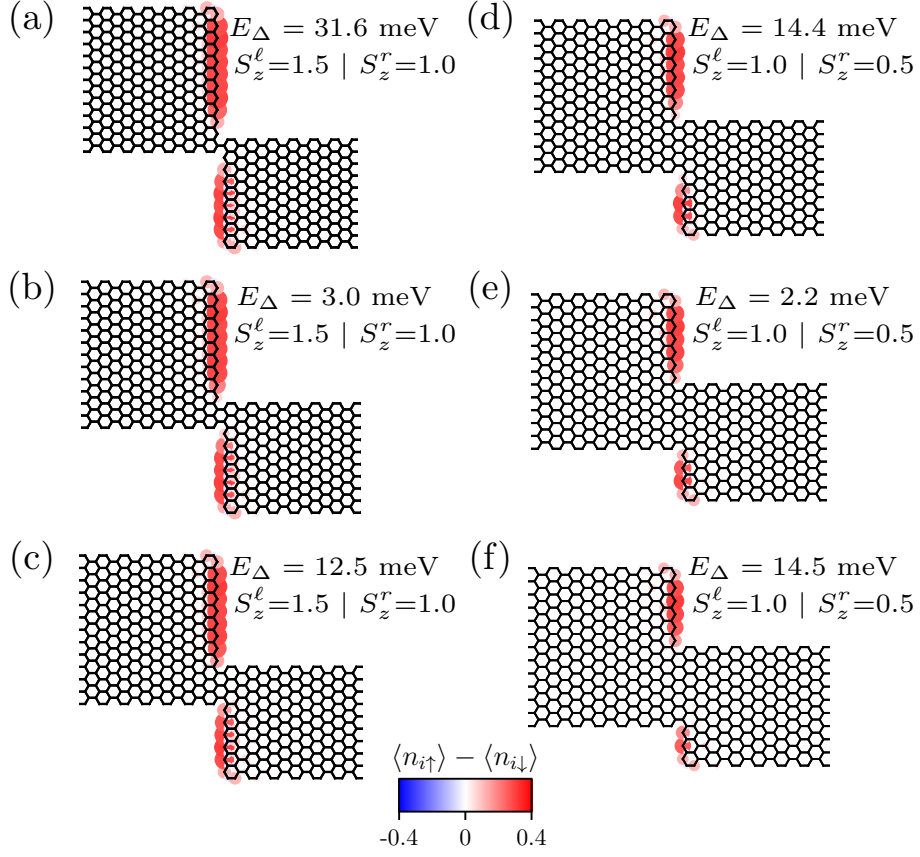 (a)
E_Δ = 31.6 meV
S_z^ℓ=1.5 | S_z^r=1.0
(d)
E_Δ = 14.4 meV
S_z^ℓ=1.0 | S_z^r=0.5
(b)
E_Δ = 3.0 meV
S_z^ℓ=1.5 | S_z^r=1.0
(e)
E_Δ = 2.2 meV
S_z^ℓ=1.0 | S_z^r=0.5
(c)
E_Δ = 12.5 meV
S_z^ℓ=1.5 | S_z^r=1.0
(f)
E_Δ = 14.5 meV
S_z^ℓ=1.0 | S_z^r=0.5
⟨n_{i↑}⟩ − ⟨n_{i↓}⟩
-0.4 0 0.4